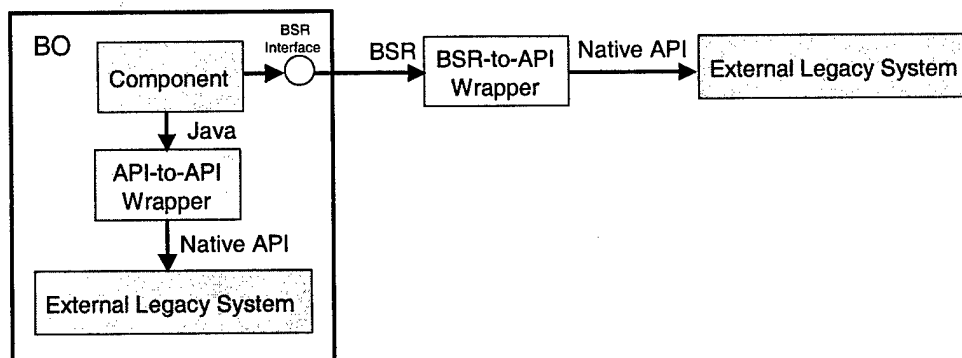 BO
BSR
Interface
Component
BSR
BSR-to-API
Wrapper
Native API
External Legacy System
Java
API-to-API
Wrapper
Native API
External Legacy System